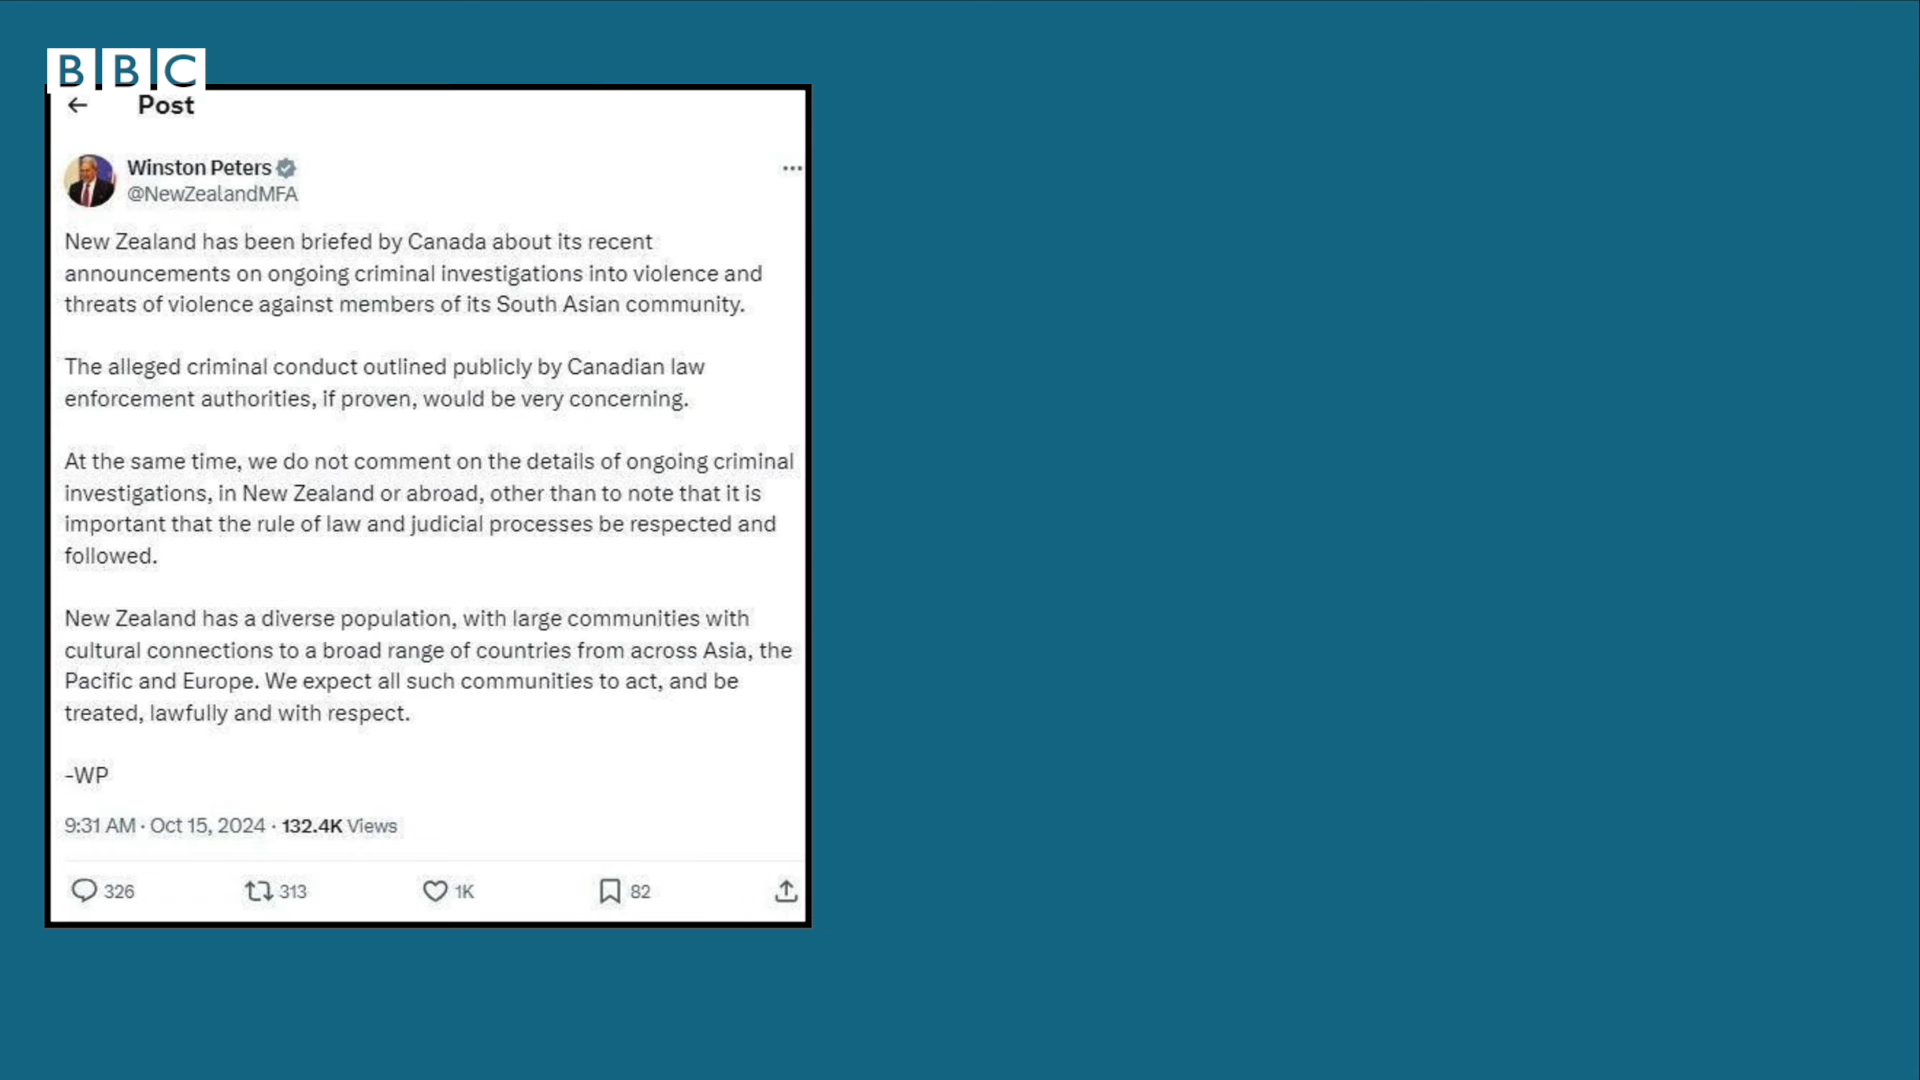 BBC
Post
Winston Peters
@NewZealandMFA
New Zealand has been briefed by Canada about its recent
announcements on ongoing criminal investigations into violence and
threats of violence against members of its South Asian community.
The alleged criminal conduct outlined publicly by Canadian law
enforcement authorities, if proven, would be very concerning.
At the same time, we do not comment on the details of ongoing criminal
investigations, in New Zealand or abroad, other than to note that it is
important that the rule of law and judicial processes be respected and
followed.
New Zealand has a diverse population, with large communities with
cultural connections to a broad range of countries from across Asia, the
Pacific and Europe. We expect all such communities to act, and be
treated, lawfully and with respect.
-WP
9:31 AM · Oct 15, 2024 · 132.4K Views
326 313 1K 82